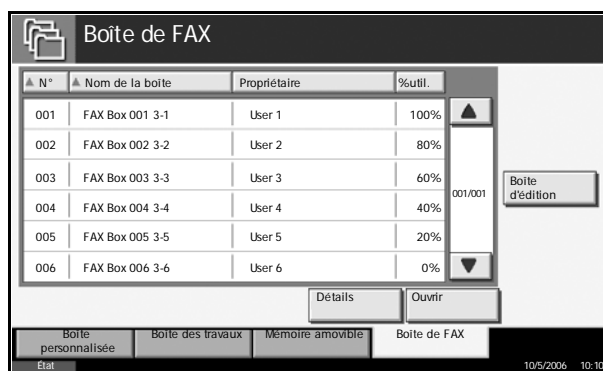 Boîte de FAX
N° Nom de la boîte Propriétaire %util.
001 FAX Box 001 3-1 User 1 100%
002 FAX Box 002 3-2 User 2 80%
003 FAX Box 003 3-3 User 3 60%
004 FAX Box 004 3-4 User 4 40%
005 FAX Box 005 3-5 User 5 20%
006 FAX Box 006 3-6 User 6 0%
001/001
Boîte
d'édition
Détails Ouvrir
Boîte
personnalisée
Boîte des travaux Mémoire amovible Boîte de FAX
État 10/5/2006 10:10